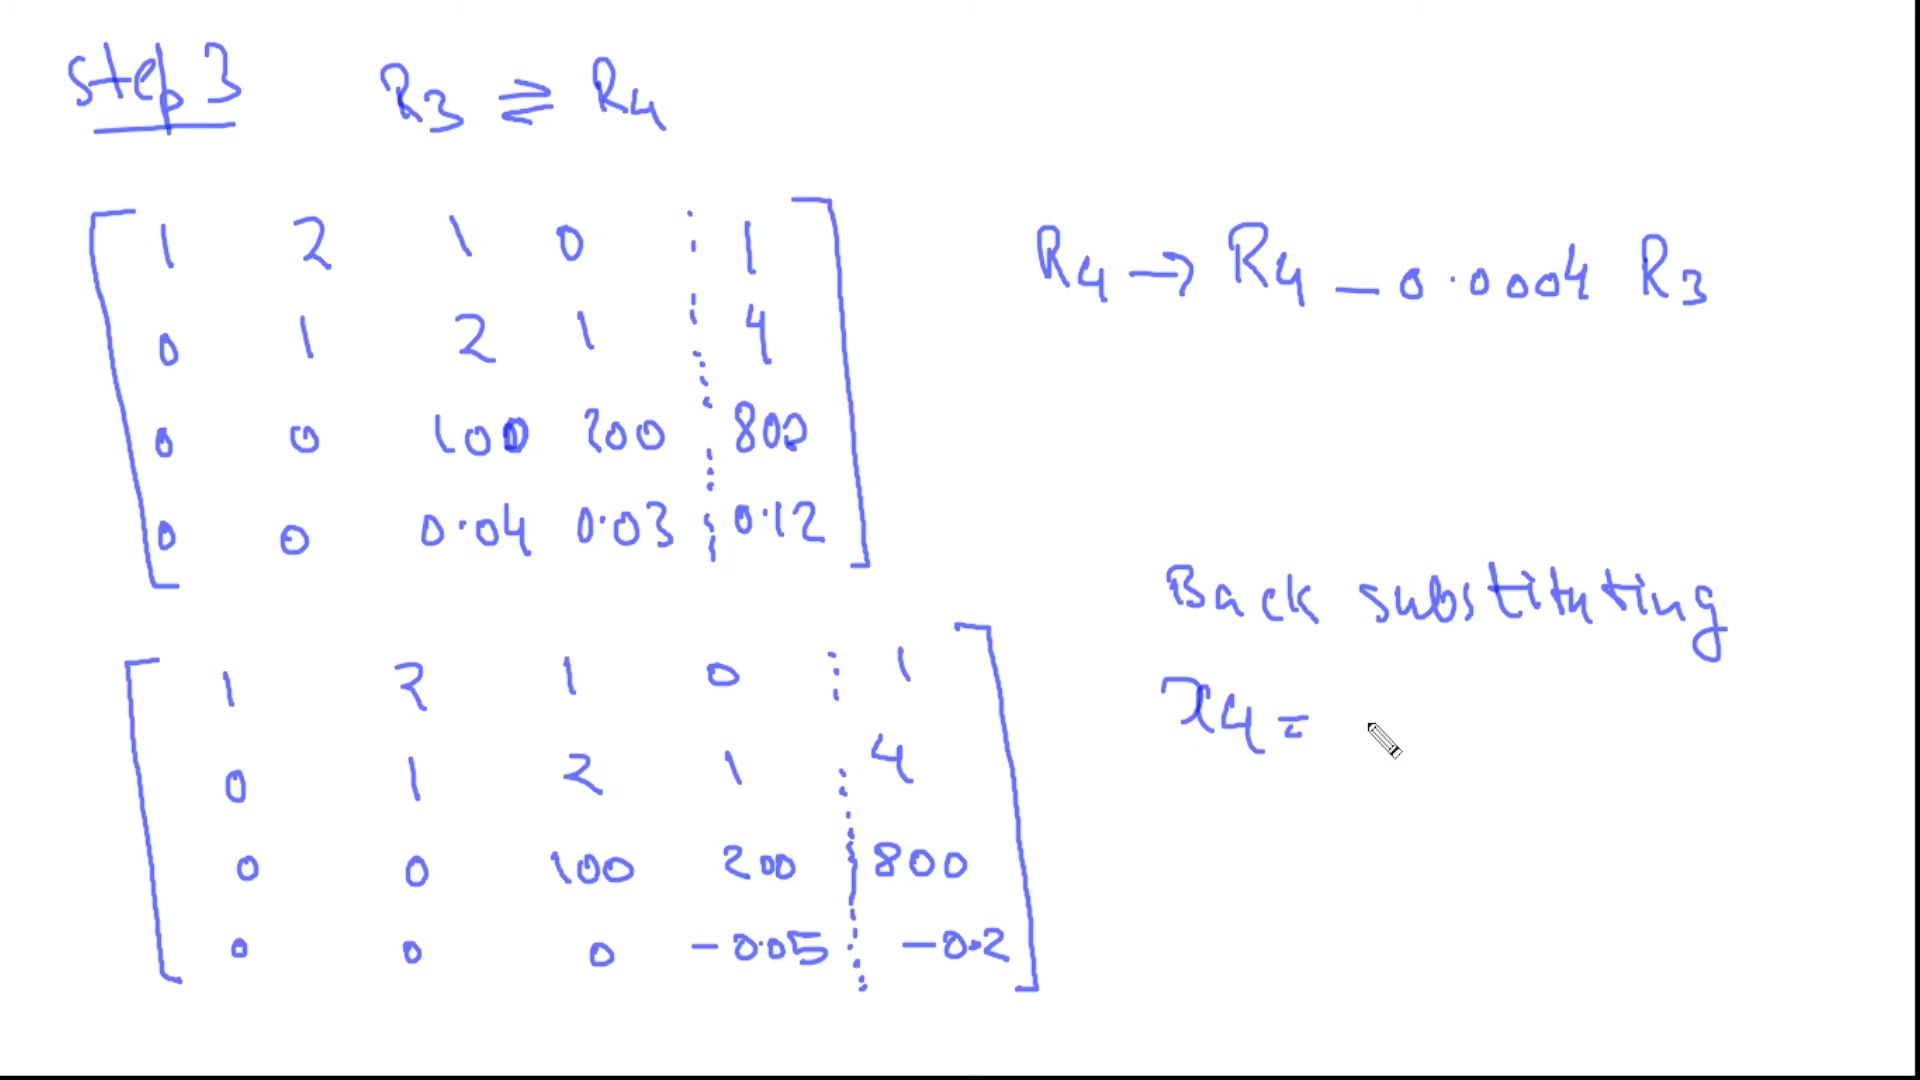 step 3 R3 ⇌ R4
1 2 1 0 ⋮ 1
0 1 2 1 ⋮ 4
0 0 100 200 ⋮ 800
0 0 0.04 0.03 ⋮ 0.12
R4 → R4 - 0.0004 R3
1 2 1 0 ⋮ 1
0 1 2 1 ⋮ 4
0 0 100 200 ⋮ 800
0 0 0 -0.05 ⋮ -0.2
Back substituting
x4 =